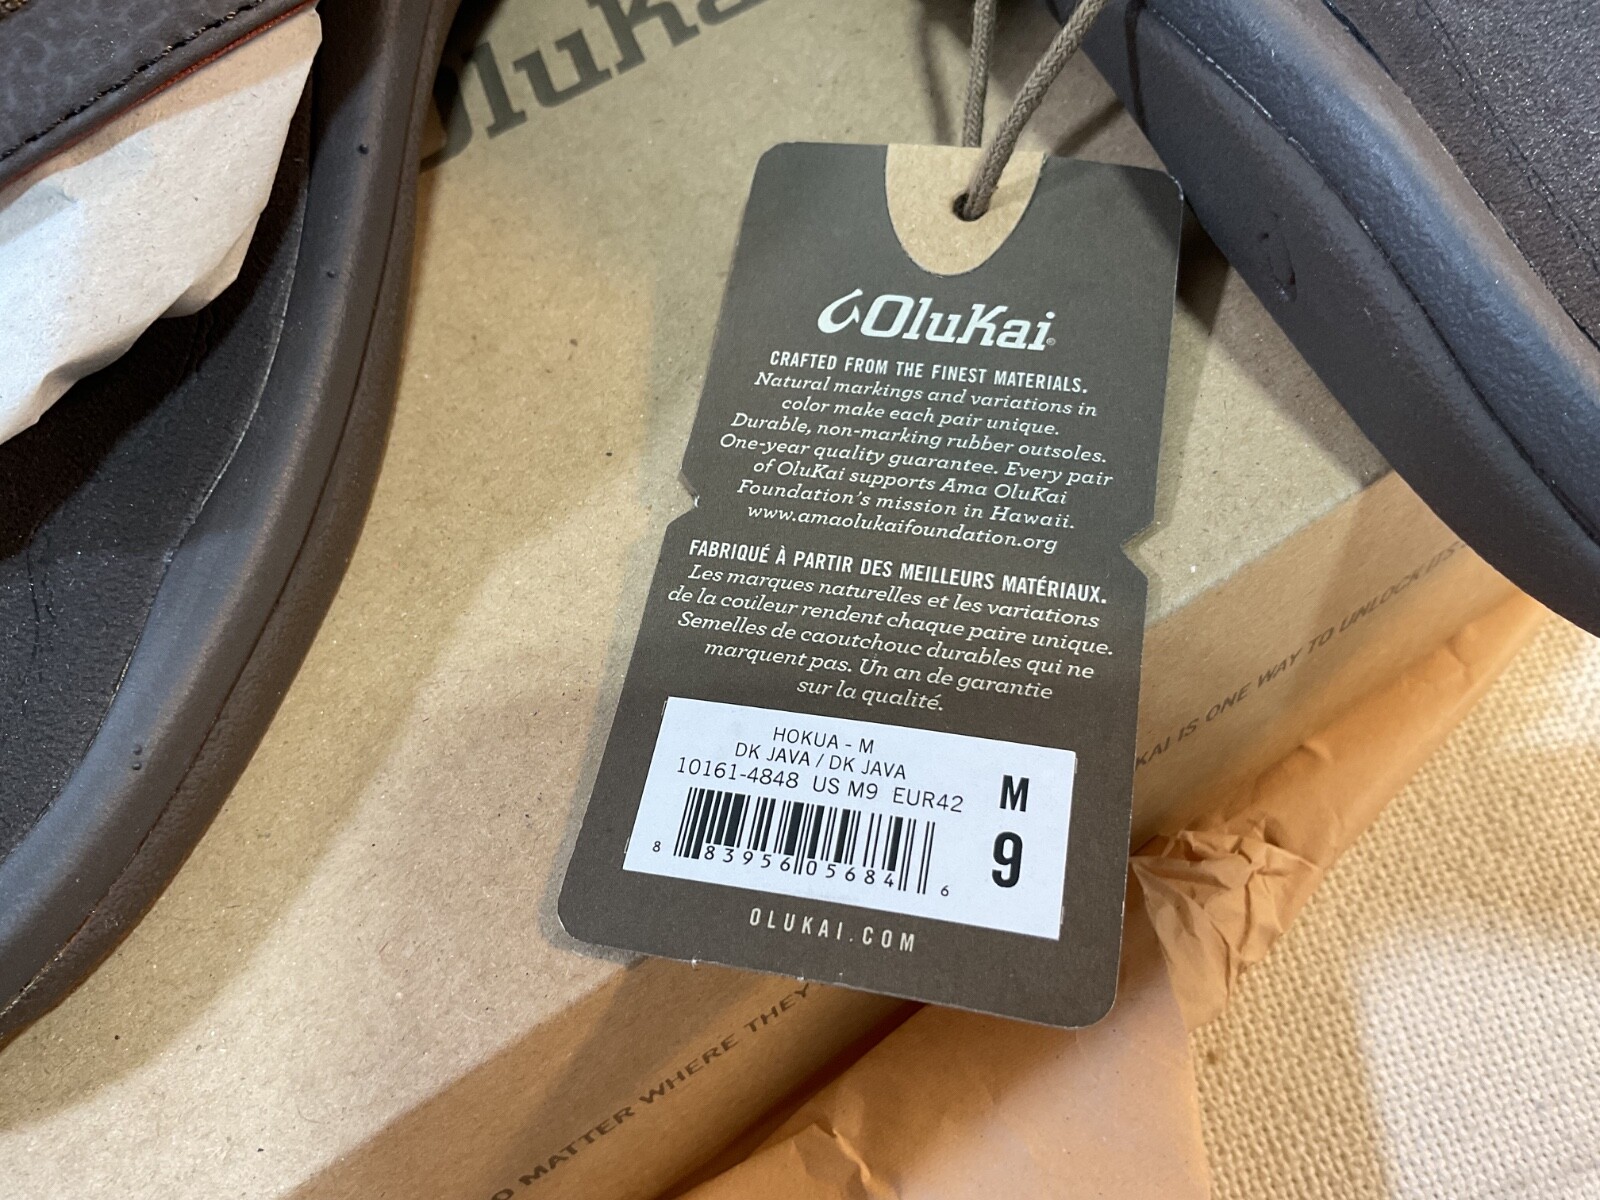 OluKai
OluKai®
CRAFTED FROM THE FINEST MATERIALS.
Natural markings and variations in
color make each pair unique.
Durable, non-marking rubber outsoles.
One-year quality guarantee. Every pair
of OluKai supports Ama OluKai
Foundation's mission in Hawaii.
www.amaolukaifoundation.org
FABRIQUÉ À PARTIR DES MEILLEURS MATÉRIAUX.
Les marques naturelles et les variations
de la couleur rendent chaque paire unique.
Semelles de caoutchouc durables qui ne
marquent pas. Un an de garantie
sur la qualité.
HOKUA - M
DK JAVA / DK JAVA
10161-4848 US M9 EUR42
M
9
8 83956 05684 6
OLUKAI.COM
O MATTER WHERE THEY
KAI IS ONE WAY TO UNLOCK ITS